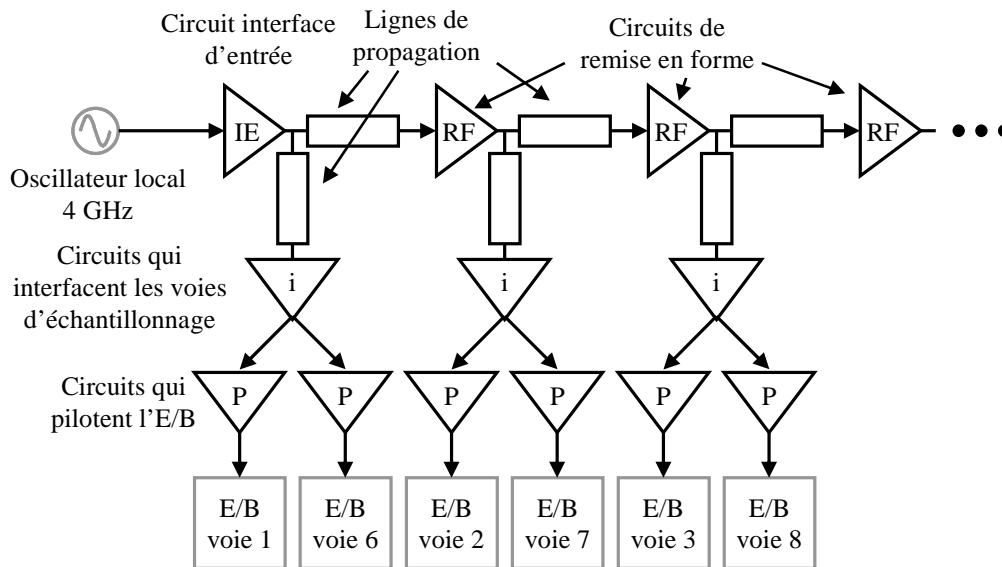 Circuit interface
d'entrée
Lignes de
propagation
Circuits de
remise en forme
IE
RF
RF
RF
Oscillateur local
4 GHz
Circuits qui
interfacent les voies
d'échantillonnage
i
i
i
Circuits qui
pilotent l'E/B
P
P
P
P
P
P
E/B
voie 1
E/B
voie 6
E/B
voie 2
E/B
voie 7
E/B
voie 3
E/B
voie 8